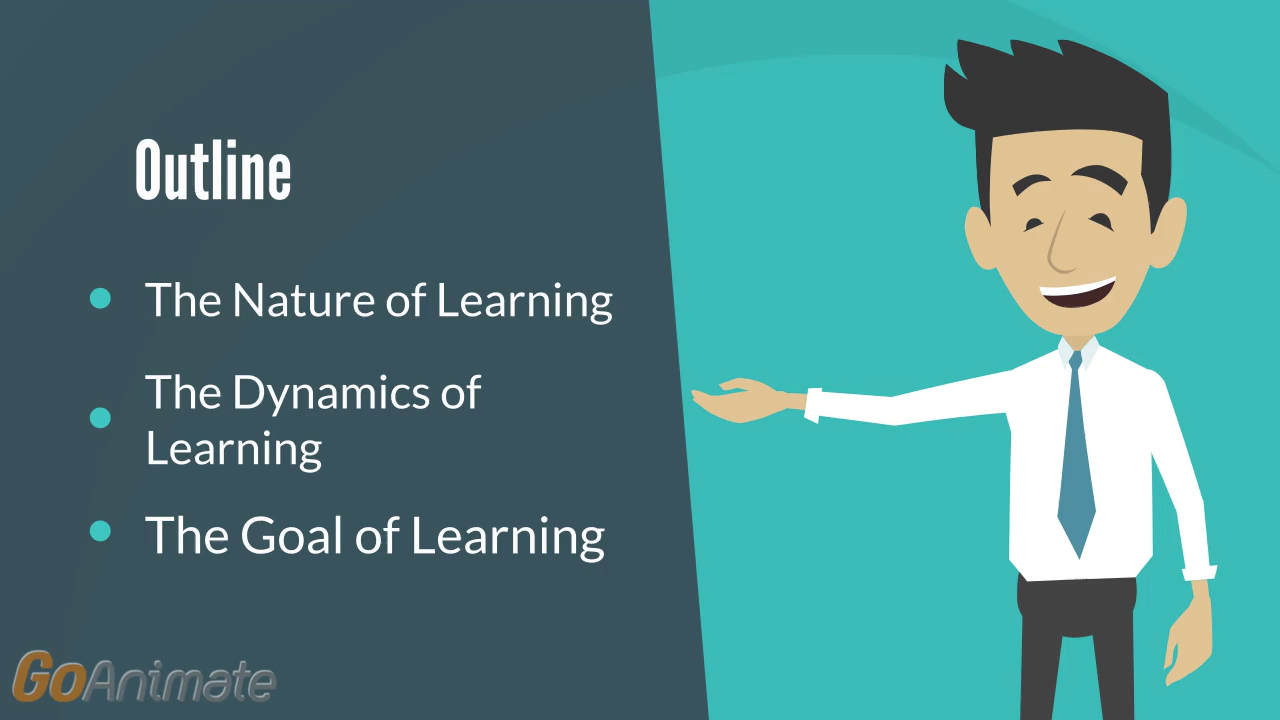 Outline
The Nature of Learning
The Dynamics of
Learning
The Goal of Learning
GoAnimate